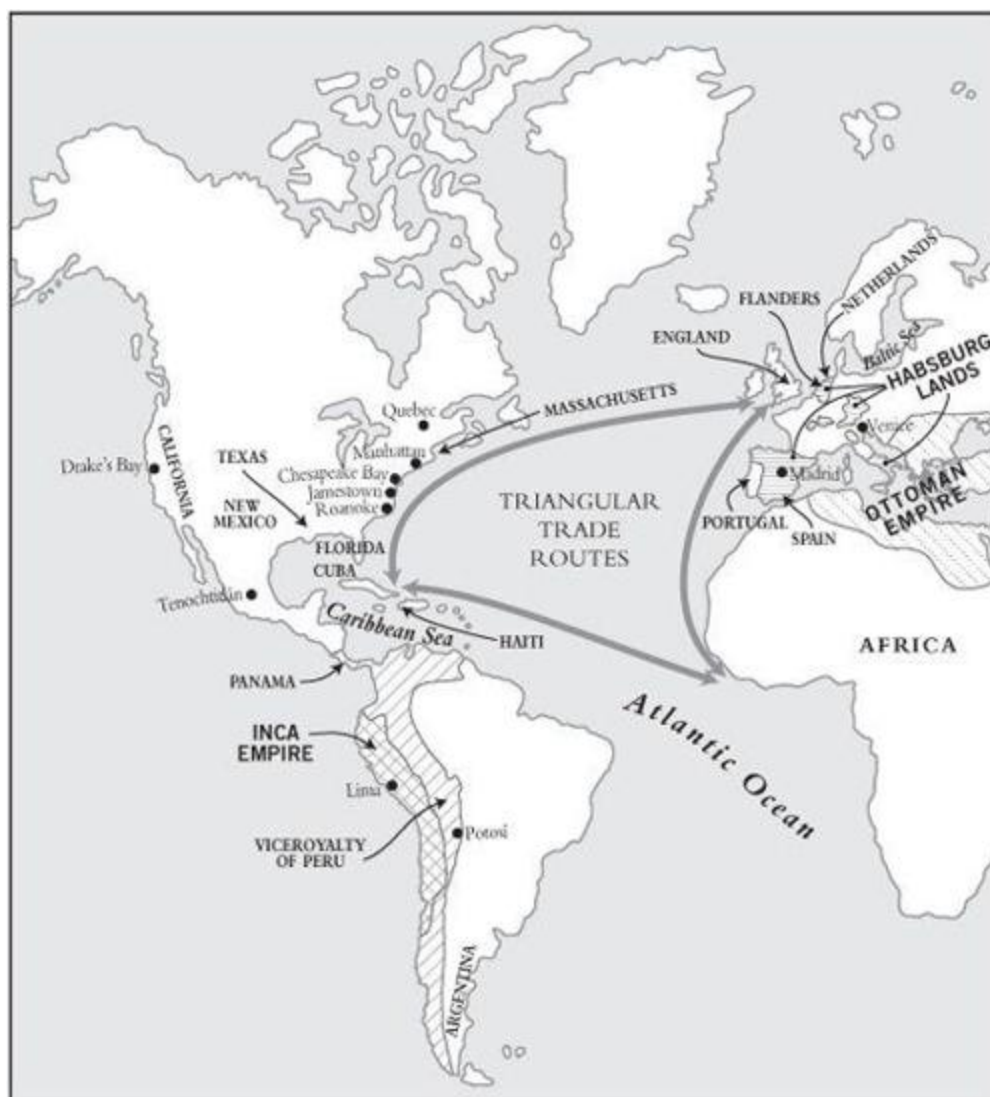 NETHERLANDS
FLANDERS
ENGLAND
Baltic Sea
HABSBURG
LANDS
MASSACHUSETTS
Quebec
Venice
Manhattan
CALIFORNIA
TEXAS
Drake's Bay
Chesapeake Bay
Madrid
Jamestown
NEW
MEXICO
Roanoke
TRIANGULAR
TRADE
ROUTES
PORTUGAL
SPAIN
OTTOMAN
EMPIRE
FLORIDA
CUBA
Tenochtitlán
Caribbean Sea
HAITI
AFRICA
PANAMA
Atlantic Ocean
INCA
EMPIRE
Lima
Potosí
VICEROYALTY
OF PERU
ARGENTINA